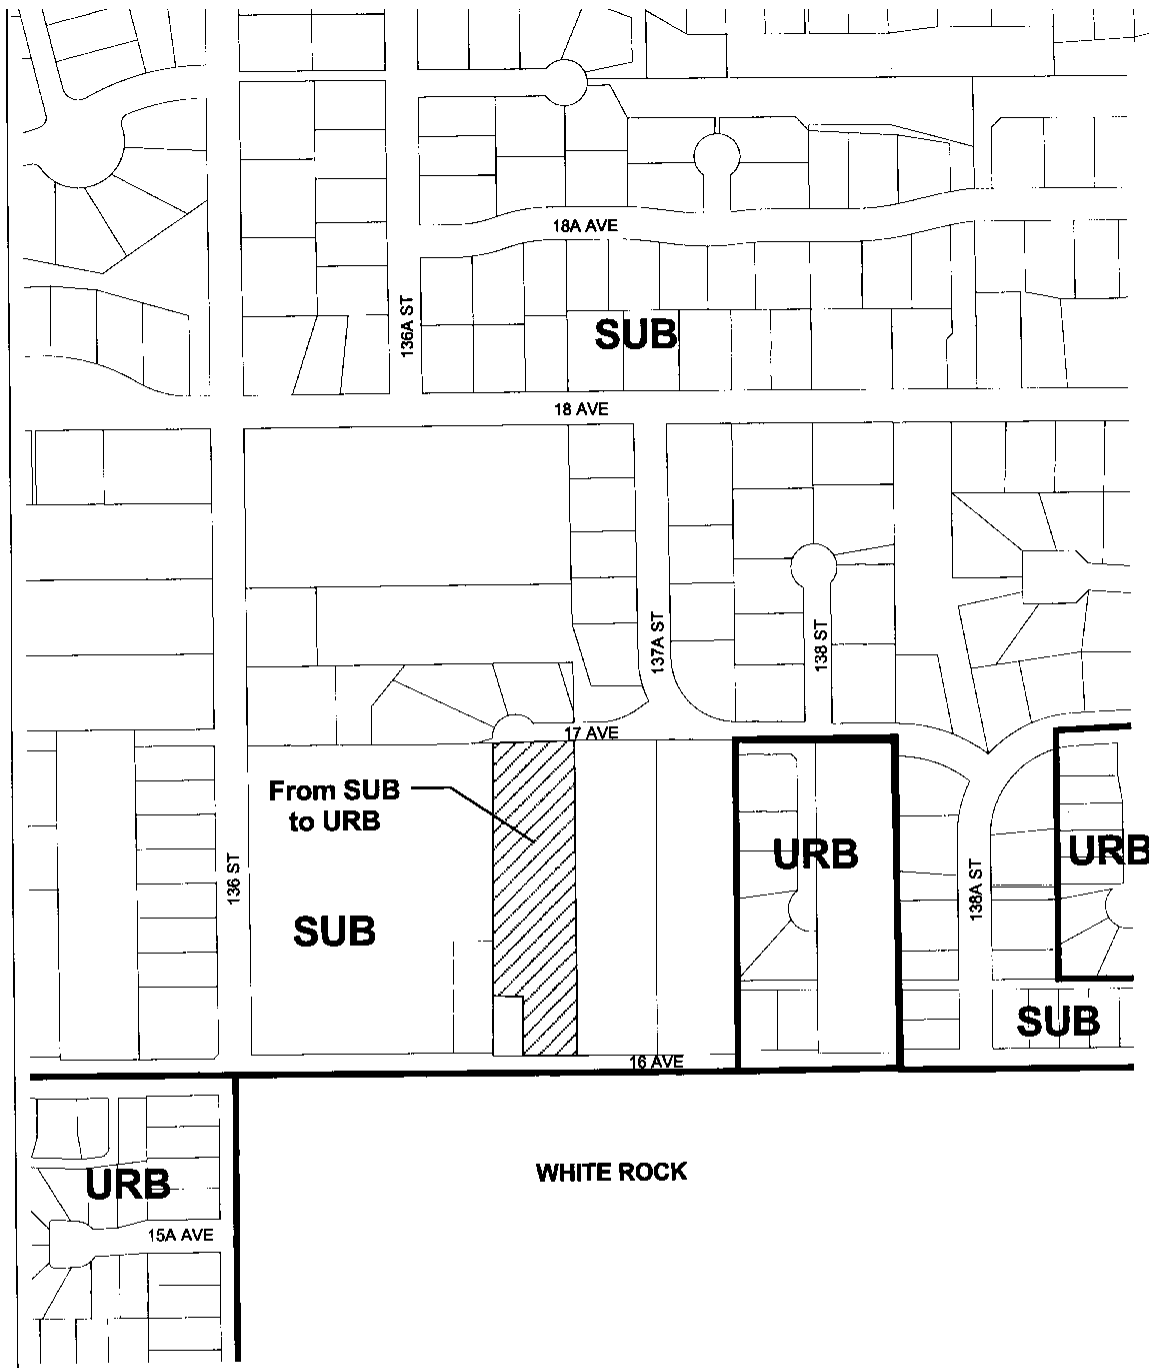 18A AVE
136A ST
SUB
18 AVE
137A ST
138 ST
17 AVE
From SUB
to URB
URB
URB
136 ST
138A ST
SUB
SUB
16 AVE
WHITE ROCK
URB
15A AVE